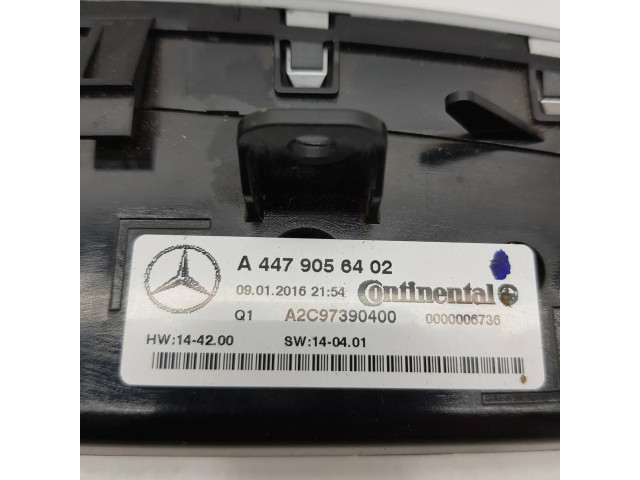 A 447 905 64 02
09.01.2016 21:54 Continental
Q1 A2C97390400 0000006736
HW:14-42.00 SW:14-04.01